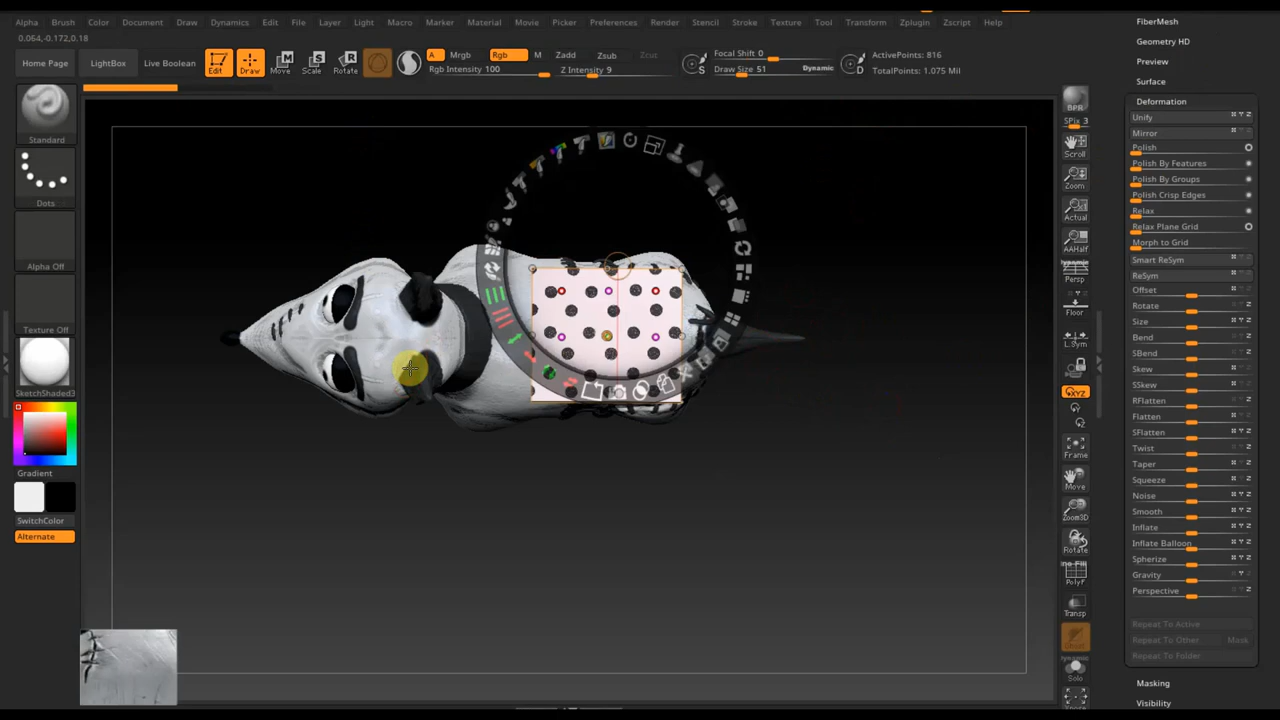 Alpha Brush Color Document Draw Dynamics Edit File Layer Light Macro Marker Material Movie Picker Preferences Render Stencil Stroke Texture Tool Transform Zplugin Zscript Help
0.064,-0.172,0.18
Home Page LightBox Live Boolean Edit Draw Move Scale Rotate
A Mrgb Rgb M Zadd Zsub Zcut
Rgb Intensity 100 Z Intensity 9
S
Focal Shift 0
Draw Size 51 Dynamic
D
ActivePoints: 816
TotalPoints: 1.075 Mil
Standard
Dots
Alpha Off
Texture Off
SketchShaded3
Gradient
SwitchColor
Alternate
BPR
SPix 3
Scroll
Zoom
Actual
AAHalf
Dynamic
Persp
Floor
L.Sym
XYZ
Y
Z
Frame
Move
Zoom3D
Rotate
PolyF
Transp
Dynamic
Solo
FiberMesh
Geometry HD
Preview
Surface
Deformation
Unify
Mirror
Polish
Polish By Features
Polish By Groups
Polish Crisp Edges
Relax
Relax Plane Grid
Morph to Grid
Smart ReSym
ReSym
Offset
Rotate
Size
Bend
SBend
Skew
SSkew
RFlatten
Flatten
SFlatten
Twist
Taper
Squeeze
Noise
Smooth
Inflate
Inflate Balloon
Spherize
Gravity
Perspective
Repeat To Active
Repeat To Other Mask
Repeat To Folder
Masking
Visibility